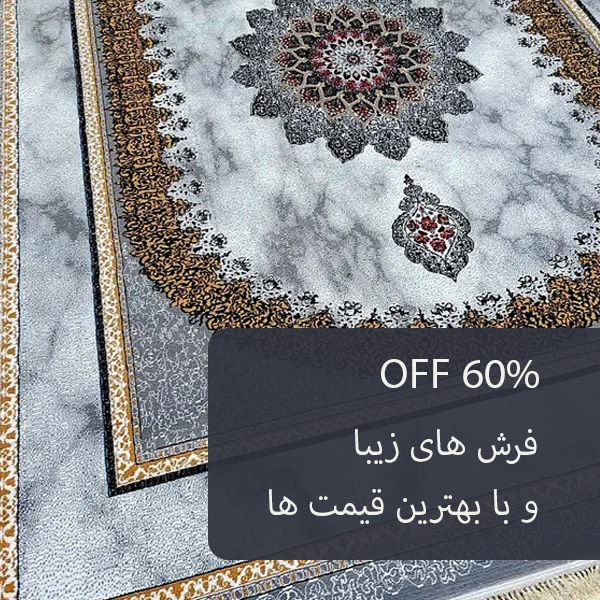 OFF 60%
فرش های زیبا
و با بهترین قیمت ها